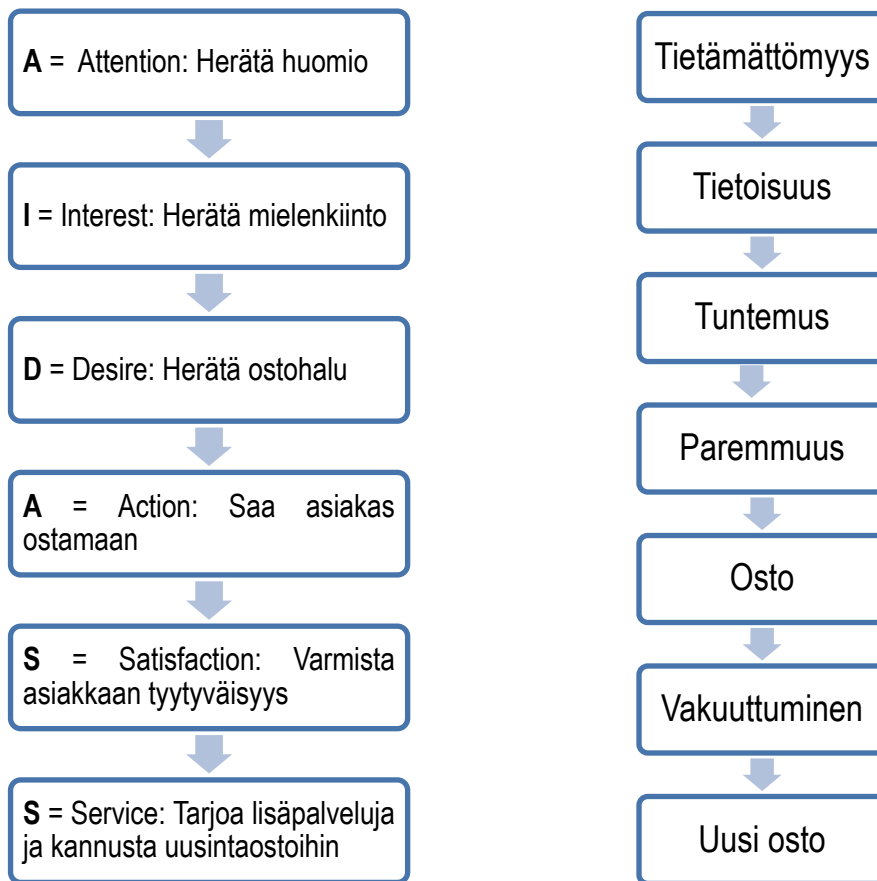 A = Attention: Herätä huomio
I = Interest: Herätä mielenkiinto
D = Desire: Herätä ostohalu
A = Action: Saa asiakas
ostamaan
S = Satisfaction: Varmista
asiakkaan tyytyväisyys
S = Service: Tarjoa lisäpalveluja
ja kannusta uusintaostoihin
Tietämättömyys
Tietoisuus
Tuntemus
Paremmuus
Osto
Vakuuttuminen
Uusi osto